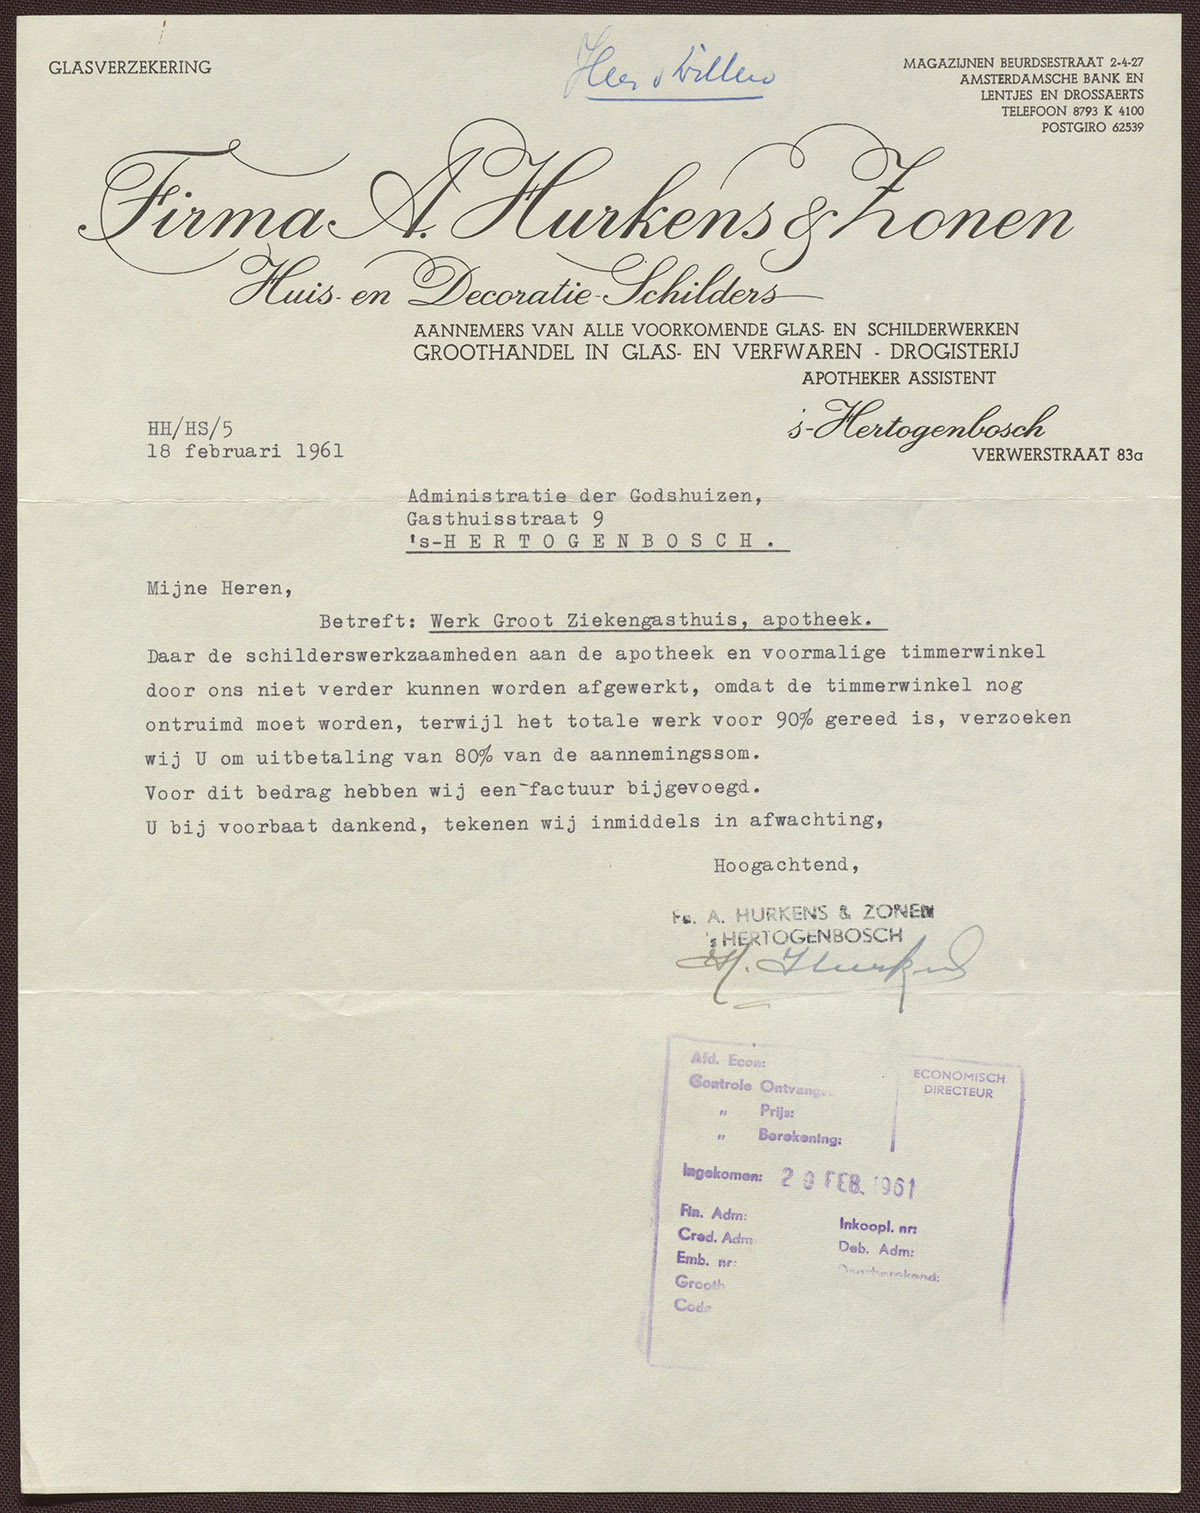 GLASVERZEKERING
MAGAZIJNEN BEURDSESTRAAT 2-4-27
AMSTERDAMSCHE BANK EN
LENTJES EN DROSSAERTS
TELEFOON 8793 K 4100
POSTGIRO 62539
Firma A. Hurkens & Zonen
Huis- en Decoratie-Schilders
AANNEMERS VAN ALLE VOORKOMENDE GLAS- EN SCHILDERWERKEN
GROOTHANDEL IN GLAS- EN VERFWAREN - DROGISTERIJ
APOTHEKER ASSISTENT
's-Hertogenbosch
VERWERSTRAAT 83a
HH/HS/5
18 februari 1961
Administratie der Godshuizen,
Gasthuisstraat 9
's-H E R T O G E N B O S C H .
Mijne Heren,
Betreft: Werk Groot Ziekengasthuis, apotheek.
Daar de schilderswerkzaamheden aan de apotheek en voormalige timmerwinkel
door ons niet verder kunnen worden afgewerkt, omdat de timmerwinkel nog
ontruimd moet worden, terwijl het totale werk voor 90% gereed is, verzoeken
wij U om uitbetaling van 80% van de aannemingssom.
Voor dit bedrag hebben wij een factuur bijgevoegd.
U bij voorbaat dankend, tekenen wij inmiddels in afwachting,
Hoogachtend,
Fa. A. HURKENS & ZONEN
's HERTOGENBOSCH
H. Hurkens
Afd. Econ:
ECONOMISCH
DIRECTEUR
Controle
" Prijs:
" Berekening:
Ingekomen: 20 FEB. 1961
Fin. Adm:
Inkoopl. nr:
Cred. Adm
Deb. Adm:
Emb. nr:
Grootb
Code